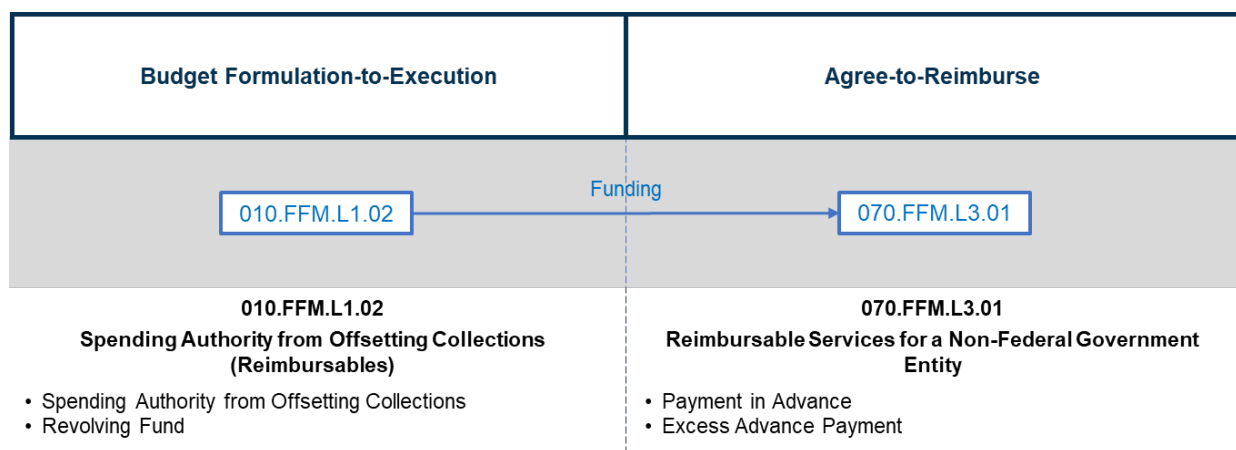 Budget Formulation-to-Execution
Agree-to-Reimburse
Funding
010.FFM.L1.02
070.FFM.L3.01
010.FFM.L1.02
Spending Authority from Offsetting Collections
(Reimbursables)
• Spending Authority from Offsetting Collections
• Revolving Fund
070.FFM.L3.01
Reimbursable Services for a Non-Federal Government
Entity
• Payment in Advance
• Excess Advance Payment